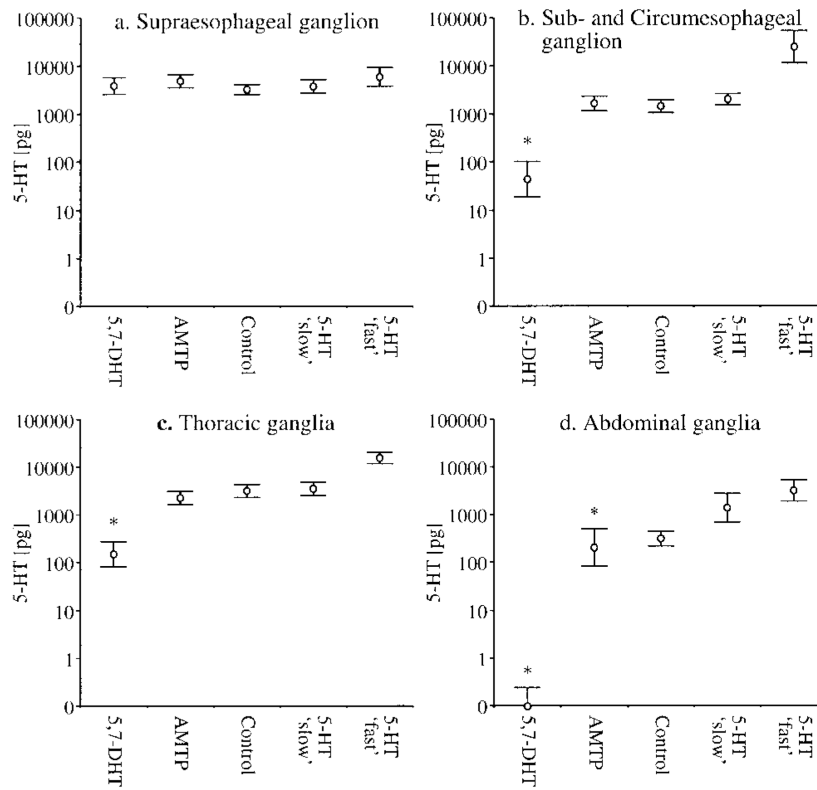 a. Supraesophageal ganglion
5-HT [pg]
100000
10000
1000
100
10
1
0
5,7-DHT
AMTP
Control
5-HT
'slow'
5-HT
'fast'
b. Sub- and Circumesophageal
ganglion
5-HT [pg]
100000
10000
1000
100
10
1
0
*
5,7-DHT
AMTP
Control
5-HT
'slow'
5-HT
'fast'
c. Thoracic ganglia
5-HT [pg]
100000
10000
1000
100
10
1
0
*
5,7-DHT
AMTP
Control
5-HT
'slow'
5-HT
'fast'
d. Abdominal ganglia
5-HT [pg]
100000
10000
1000
100
10
1
0
*
*
5,7-DHT
AMTP
Control
5-HT
'slow'
5-HT
'fast'